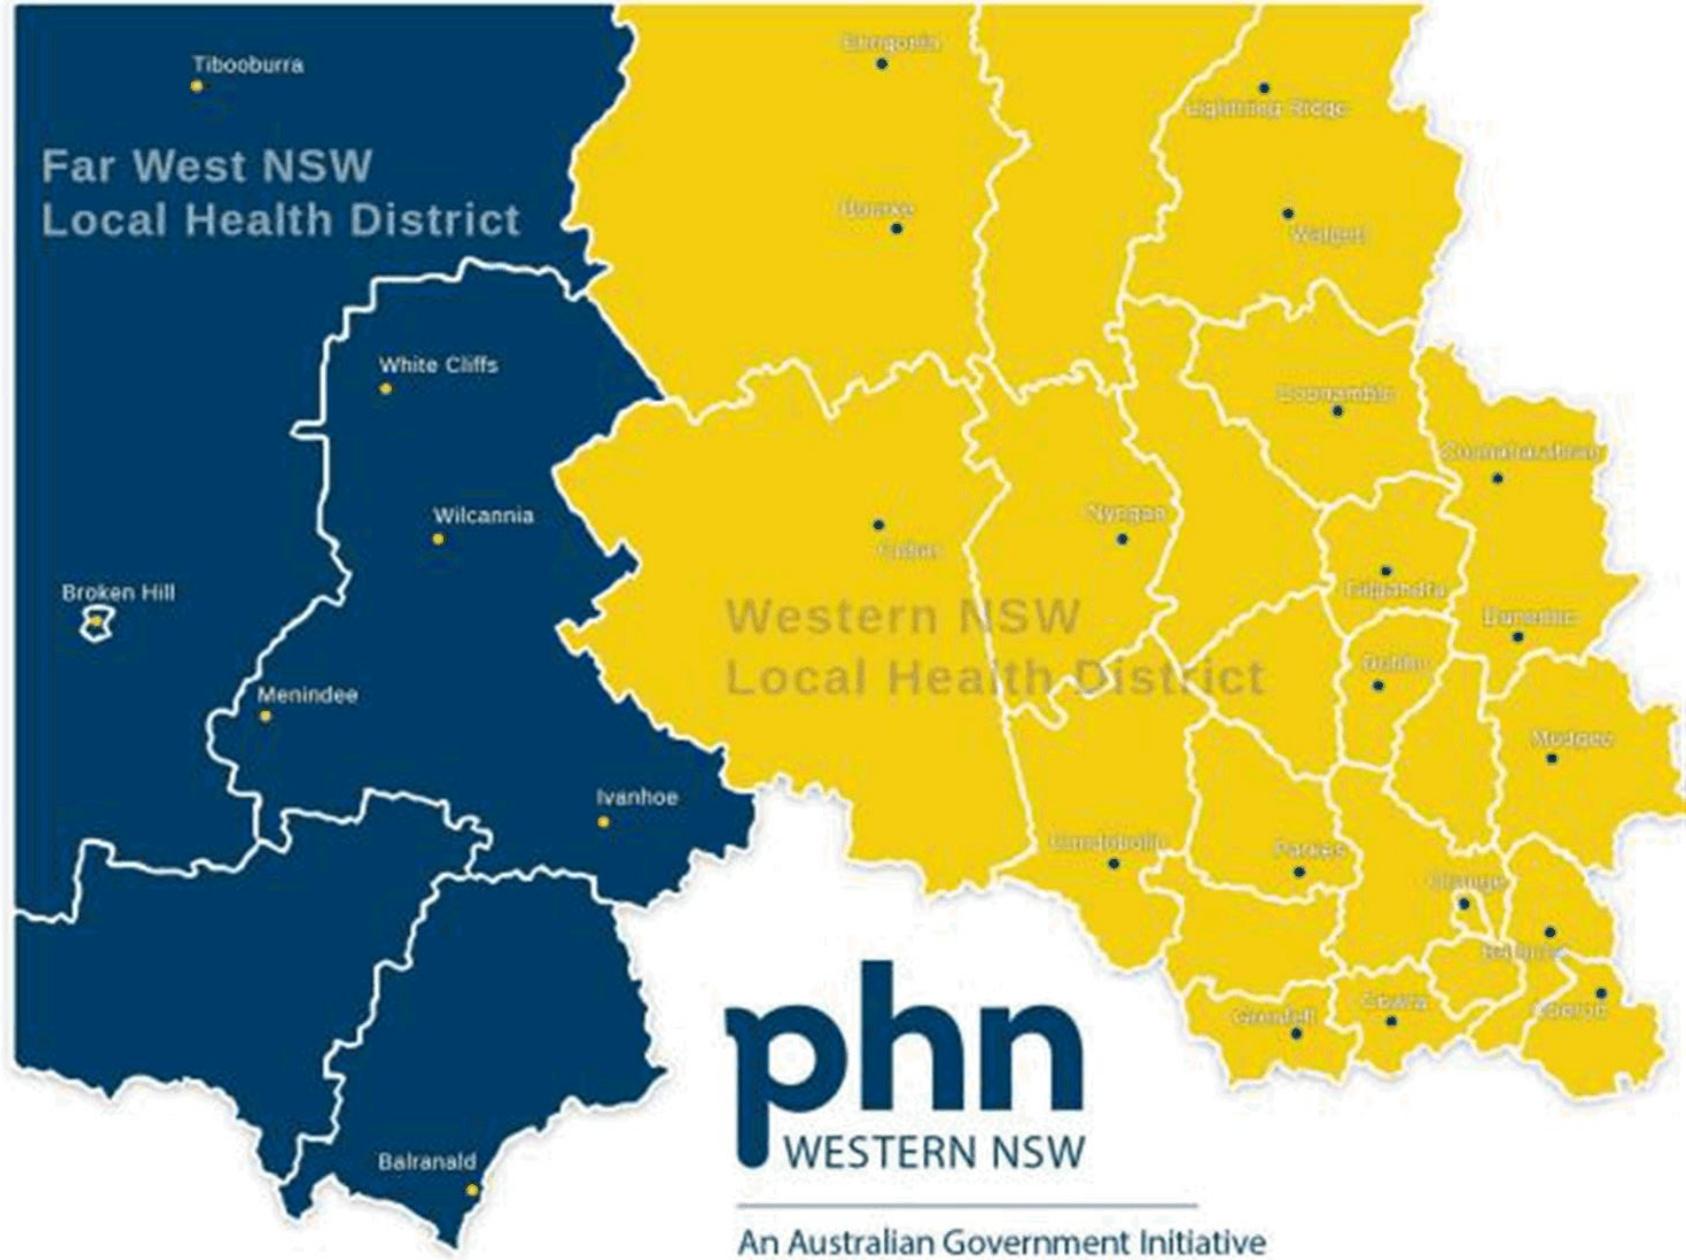 Tibooburra
Enngonia
Lightning Ridge
Far West NSW
Local Health District
Bourke
Walgett
White Cliffs
Coonamble
Coonabarabran
Wilcannia
Nyngan
Cobar
Broken Hill
Gilgandra
Western NSW
Local Health District
Dunedoo
Dubbo
Menindee
Mudgee
Ivanhoe
Condobolin
Parkes
Orange
Bathurst
Grenfell
Cowra
Oberon
phn
WESTERN NSW
Balranald
An Australian Government Initiative